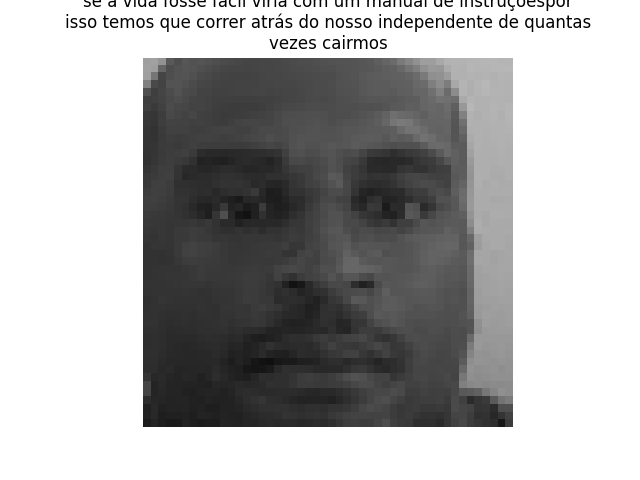 se a vida fosse fácil viria com um manual de instruçõespor
isso temos que correr atrás do nosso independente de quantas
vezes cairmos